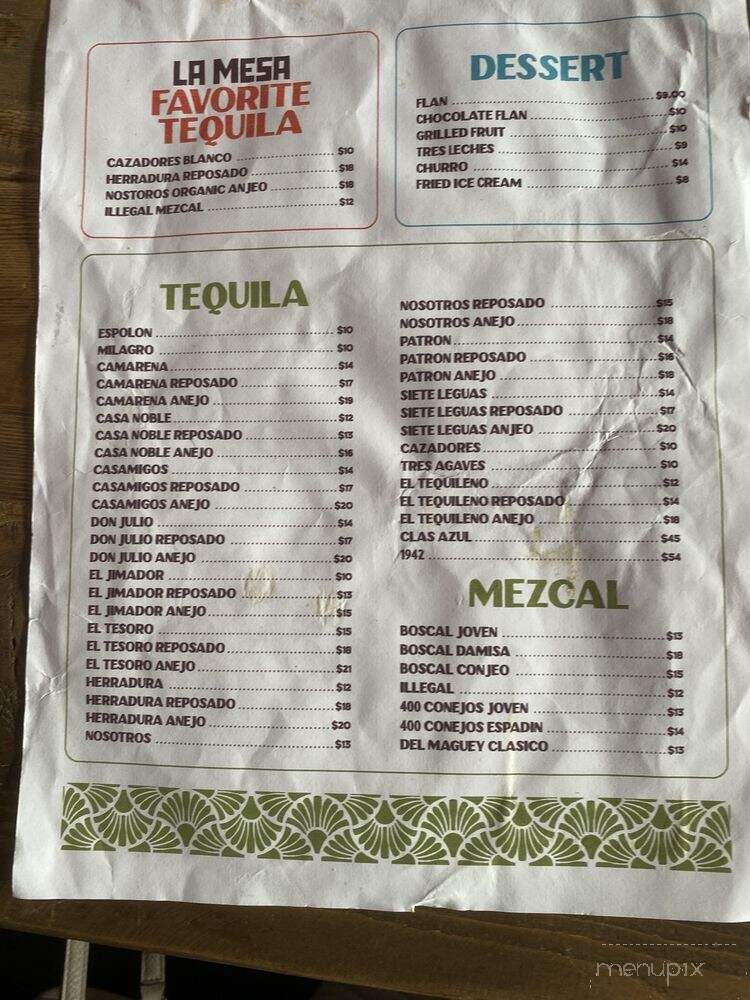 LA MESA
FAVORITE
TEQUILA
CAZADORES BLANCO $10
HERRADURA REPOSADO $18
NOSTOROS ORGANIC ANJEO $18
ILLEGAL MEZCAL $12
DESSERT
FLAN $9.00
CHOCOLATE FLAN $10
GRILLED FRUIT $10
TRES LECHES $9
CHURRO $14
FRIED ICE CREAM $8
TEQUILA
ESPOLON $10
MILAGRO $10
CAMARENA $14
CAMARENA REPOSADO $17
CAMARENA ANEJO $19
CASA NOBLE $12
CASA NOBLE REPOSADO $13
CASA NOBLE ANEJO $16
CASAMIGOS $14
CASAMIGOS REPOSADO $17
CASAMIGOS ANEJO $20
DON JULIO $14
DON JULIO REPOSADO $17
DON JULIO ANEJO $20
EL JIMADOR $10
EL JIMADOR REPOSADO $13
EL JIMADOR ANEJO $15
EL TESORO $15
EL TESORO REPOSADO $18
EL TESORO ANEJO $21
HERRADURA $12
HERRADURA REPOSADO $18
HERRADURA ANEJO $20
NOSOTROS $13
NOSOTROS REPOSADO $15
NOSOTROS ANEJO $18
PATRON $14
PATRON REPOSADO $16
PATRON ANEJO $18
SIETE LEGUAS $14
SIETE LEGUAS REPOSADO $17
SIETE LEGUAS ANJEO $20
CAZADORES $10
TRES AGAVES $10
EL TEQUILENO $12
EL TEQUILENO REPOSADO $14
EL TEQUILENO ANEJO $18
CLAS AZUL $45
1942 $54
MEZCAL
BOSCAL JOVEN $13
BOSCAL DAMISA $18
BOSCAL CONJEO $15
ILLEGAL $12
400 CONEJOS JOVEN $13
400 CONEJOS ESPADIN $14
DEL MAGUEY CLASICO $13
menupix